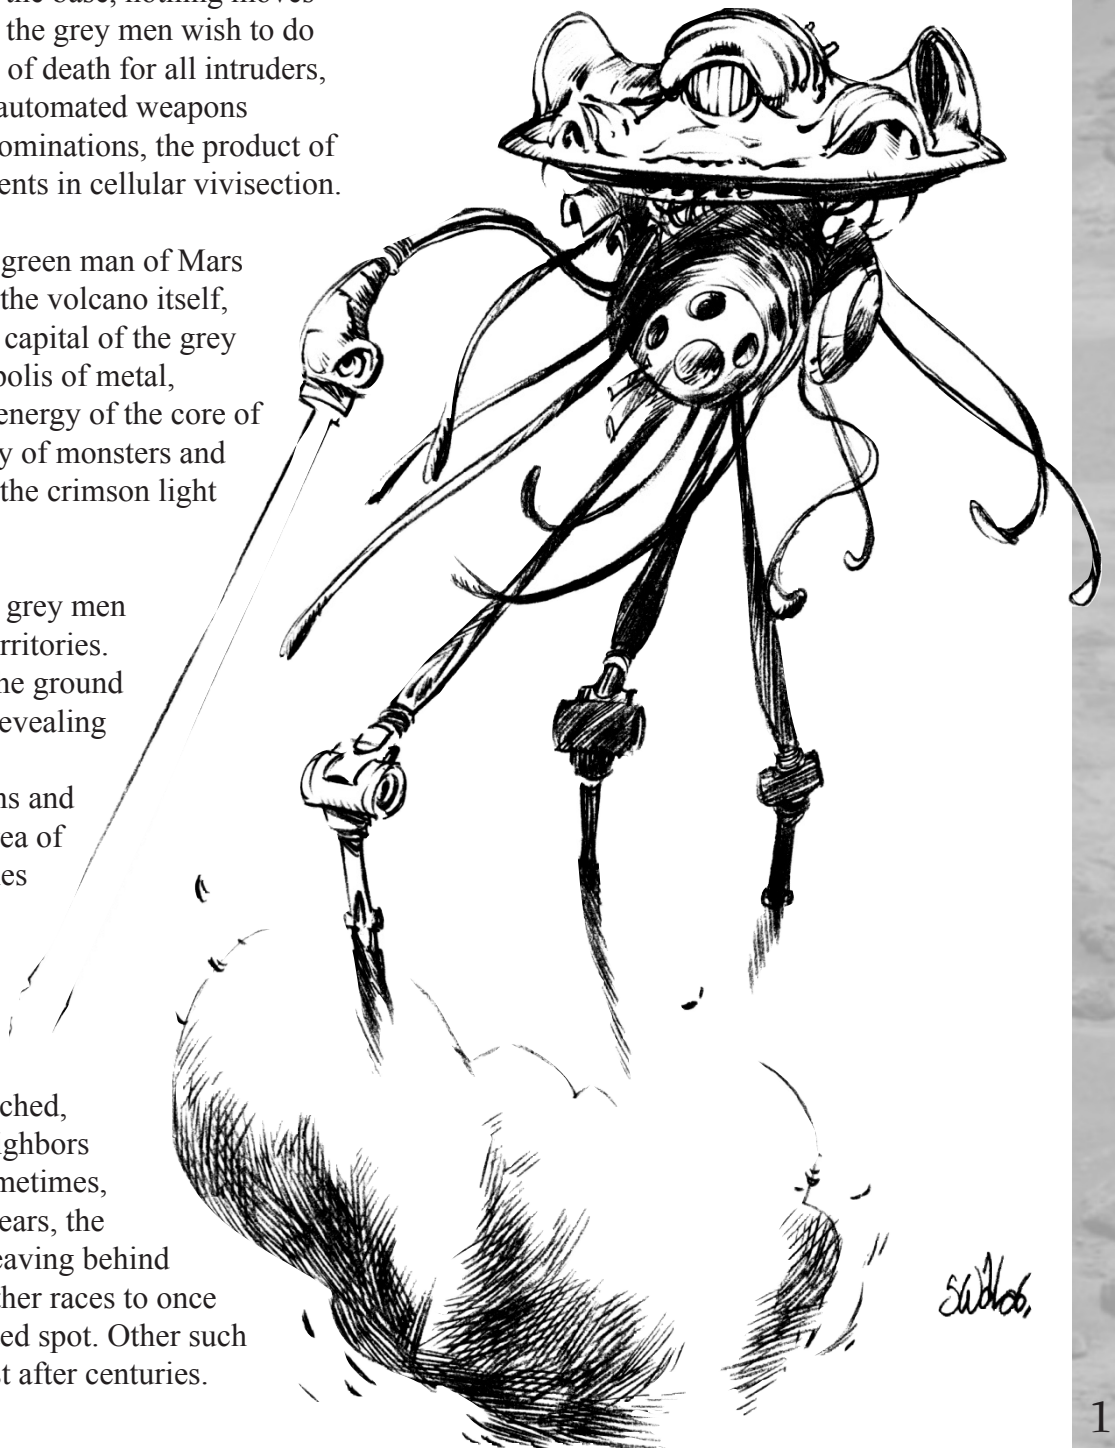 the base, nothing moves
the grey men wish to do
of death for all intruders,
automated weapons
ominations, the product of
ents in cellular vivisection.
green man of Mars
the volcano itself,
capital of the grey
polis of metal,
energy of the core of
y of monsters and
the crimson light
grey men
rritories.
ne ground
evealing
ns and
ea of
es
ched,
ighbors
metimes,
ears, the
eaving behind
ther races to once
ed spot. Other such
t after centuries.
1